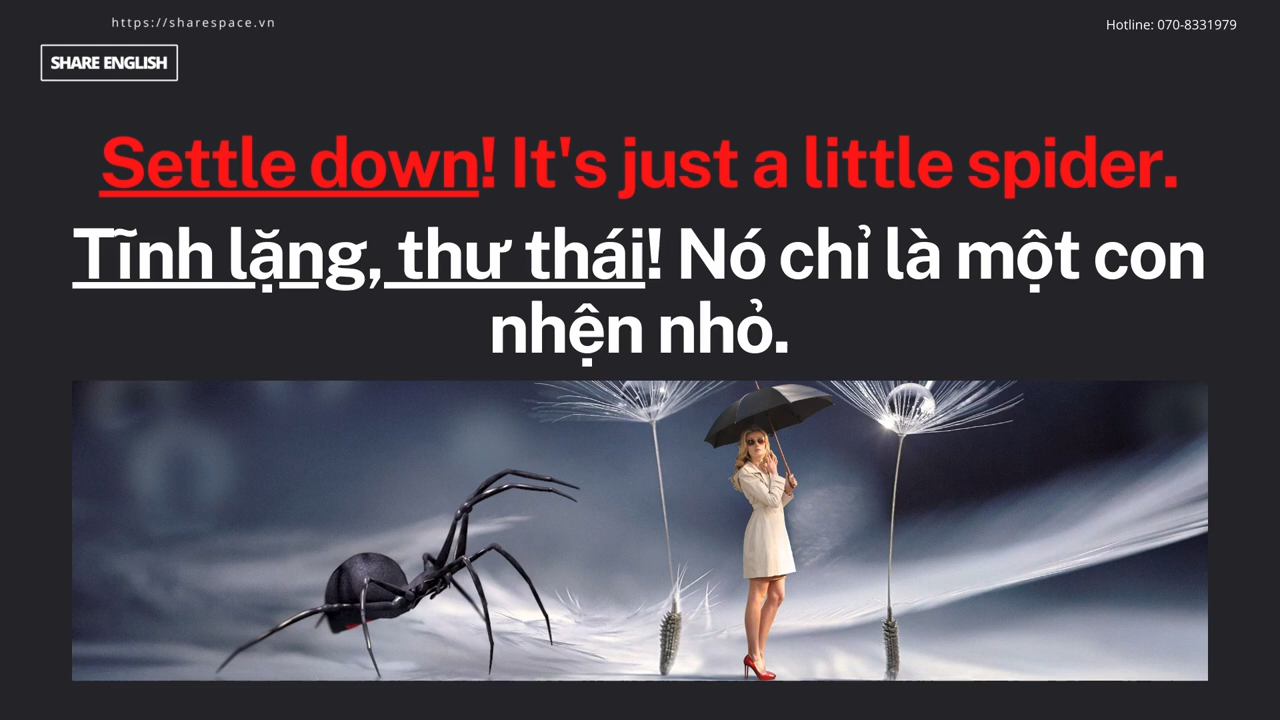 https://sharespace.vn
Hotline: 070-8331979
SHARE ENGLISH
Settle down! It's just a little spider.
Tĩnh lặng, thư thái! Nó chỉ là một con
nhện nhỏ.